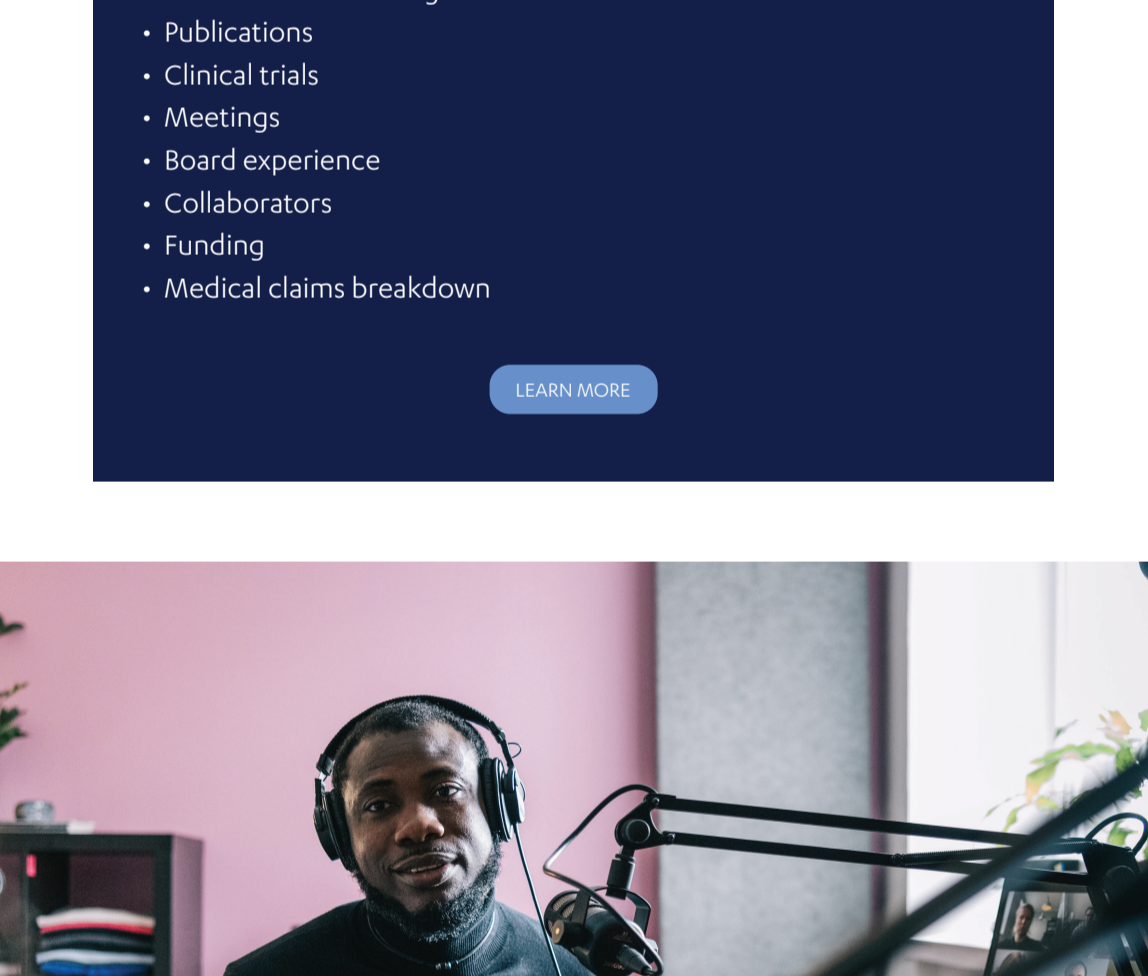 • Publications
• Clinical trials
• Meetings
• Board experience
• Collaborators
• Funding
• Medical claims breakdown
LEARN MORE